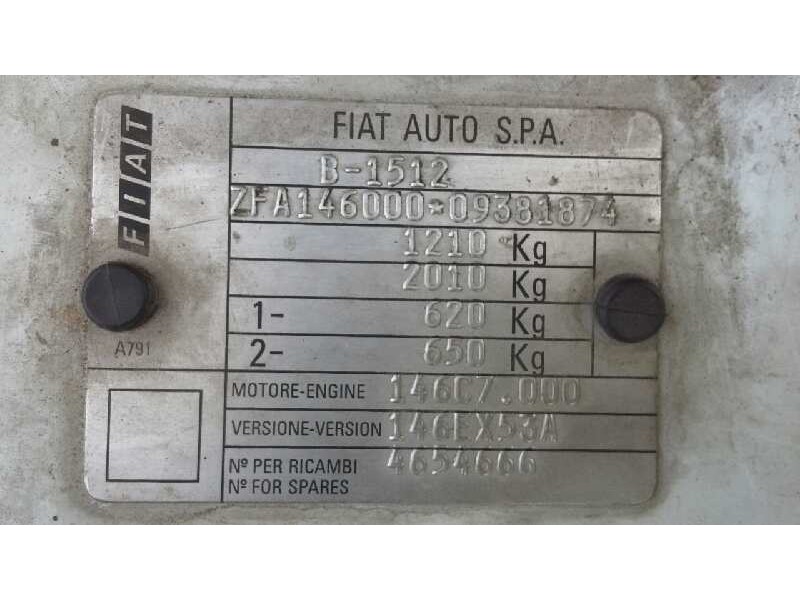 FIAT
FIAT AUTO S.P.A.
B-1512
ZFA146000*09381874
1210 Kg
2010 Kg
1- 620 Kg
2- 650 Kg
A791
MOTORE-ENGINE 146C7.000
VERSIONE-VERSION 146EX53A
Nº PER RICAMBI 4654666
Nº FOR SPARES